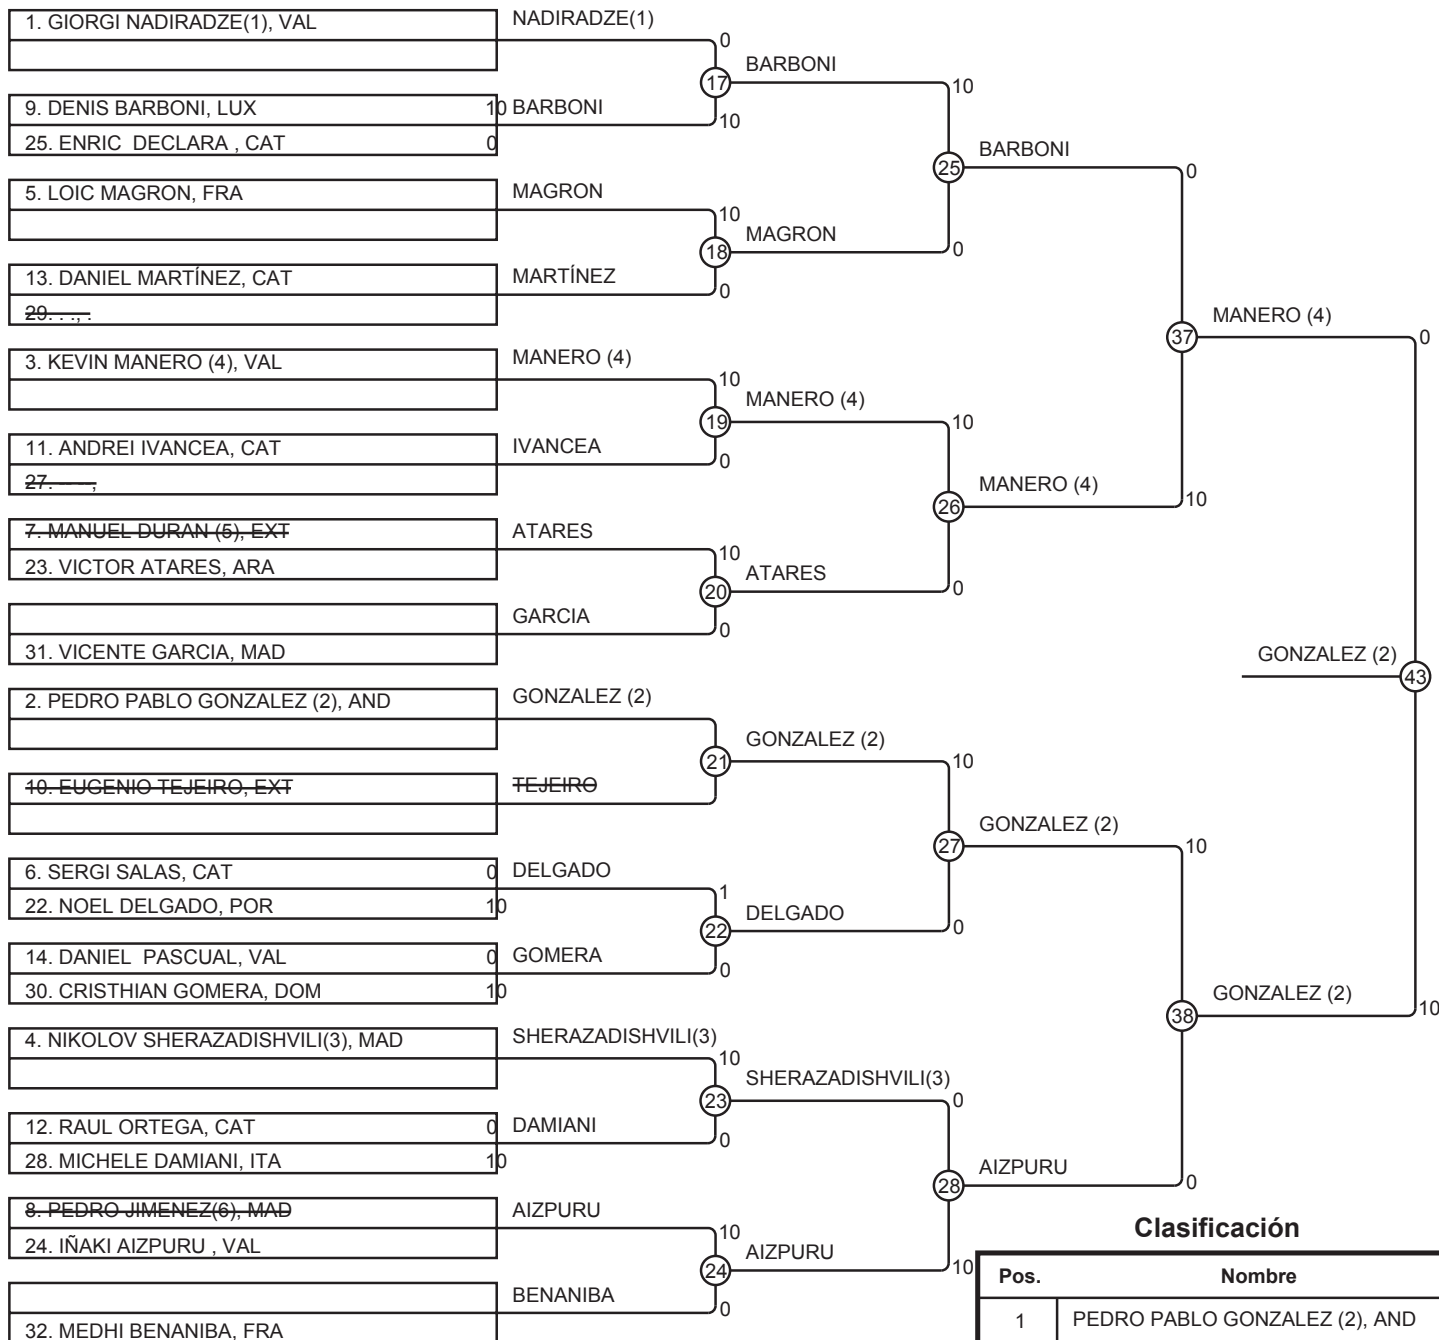 1. GIORGI NADIRADZE(1), VAL
NADIRADZE(1)
0
17
BARBONI
10
9. DENIS BARBONI, LUX 10
BARBONI
10
25. ENRIC DECLARA , CAT 0
25
BARBONI
0
5. LOIC MAGRON, FRA
MAGRON
10
18
MAGRON
0
13. DANIEL MARTÍNEZ, CAT
MARTÍNEZ
0
29. . ., .
37
MANERO (4)
0
3. KEVIN MANERO (4), VAL
MANERO (4)
10
19
MANERO (4)
10
11. ANDREI IVANCEA, CAT
IVANCEA
0
27. -- --,
26
MANERO (4)
10
7. MANUEL DURAN (5), EXT
ATARES
10
23. VICTOR ATARES, ARA
20
ATARES
0
GARCIA
0
31. VICENTE GARCIA, MAD
GONZALEZ (2)
43
2. PEDRO PABLO GONZALEZ (2), AND
GONZALEZ (2)
21
GONZALEZ (2)
10
10. EUGENIO TEJEIRO, EXT
TEJEIRO
27
GONZALEZ (2)
10
6. SERGI SALAS, CAT 0
DELGADO
1
22. NOEL DELGADO, POR 10
22
DELGADO
0
14. DANIEL PASCUAL, VAL 0
GOMERA
0
30. CRISTHIAN GOMERA, DOM 10
38
GONZALEZ (2)
10
4. NIKOLOV SHERAZADISHVILI(3), MAD
SHERAZADISHVILI(3)
10
23
SHERAZADISHVILI(3)
0
12. RAUL ORTEGA, CAT 0
DAMIANI
0
28. MICHELE DAMIANI, ITA 10
28
AIZPURU
0
8. PEDRO JIMENEZ(6), MAD
AIZPURU
10
24. IÑAKI AIZPURU , VAL
24
AIZPURU
10
BENANIBA
0
32. MEDHI BENANIBA, FRA
Clasificación
Pos. Nombre
1 PEDRO PABLO GONZALEZ (2), AND